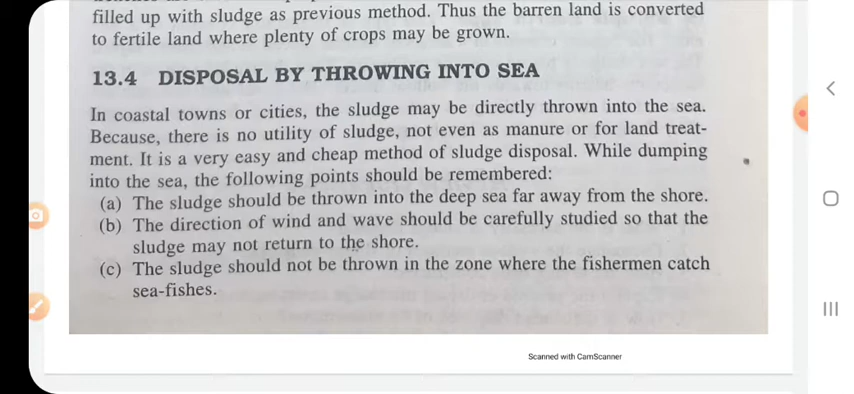 filled up with sludge as previous method. Thus the barren land is converted
to fertile land where plenty of crops may be grown.
13.4 DISPOSAL BY THROWING INTO SEA
In coastal towns or cities, the sludge may be directly thrown into the sea.
Because, there is no utility of sludge, not even as manure or for land treat-
ment. It is a very easy and cheap method of sludge disposal. While dumping
into the sea, the following points should be remembered:
(a) The sludge should be thrown into the deep sea far away from the shore.
(b) The direction of wind and wave should be carefully studied so that the
sludge may not return to the shore.
(c) The sludge should not be thrown in the zone where the fishermen catch
sea-fishes.
Scanned with CamScanner